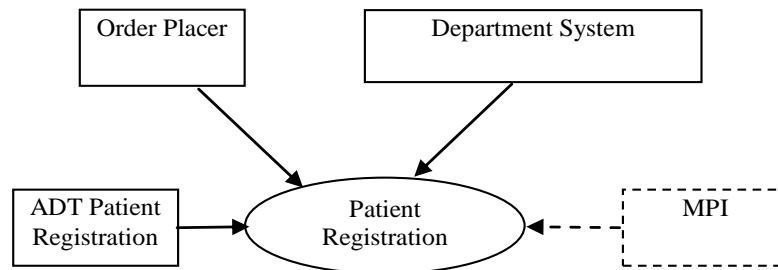 Order Placer
Department System
ADT Patient
Registration
Patient
Registration
MPI